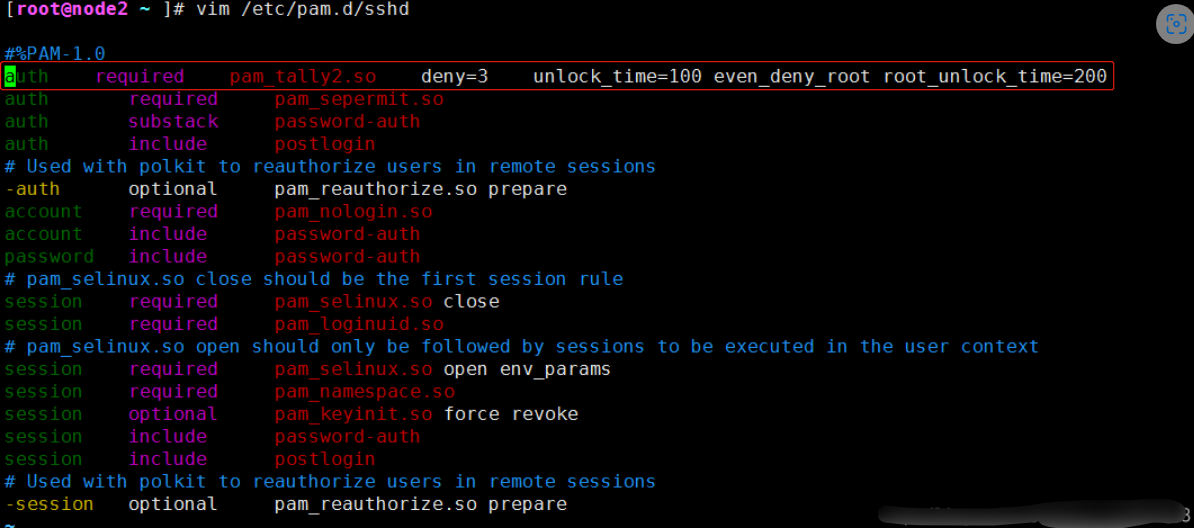 [root@node2 ~ ]# vim /etc/pam.d/sshd
#%PAM-1.0
auth required pam_tally2.so deny=3 unlock_time=100 even_deny_root root_unlock_time=200
auth required pam_sepermit.so
auth substack password-auth
auth include postlogin
# Used with polkit to reauthorize users in remote sessions
-auth optional pam_reauthorize.so prepare
account required pam_nologin.so
account include password-auth
password include password-auth
# pam_selinux.so close should be the first session rule
session required pam_selinux.so close
session required pam_loginuid.so
# pam_selinux.so open should only be followed by sessions to be executed in the user context
session required pam_selinux.so open env_params
session required pam_namespace.so
session optional pam_keyinit.so force revoke
session include password-auth
session include postlogin
# Used with polkit to reauthorize users in remote sessions
-session optional pam_reauthorize.so prepare
~